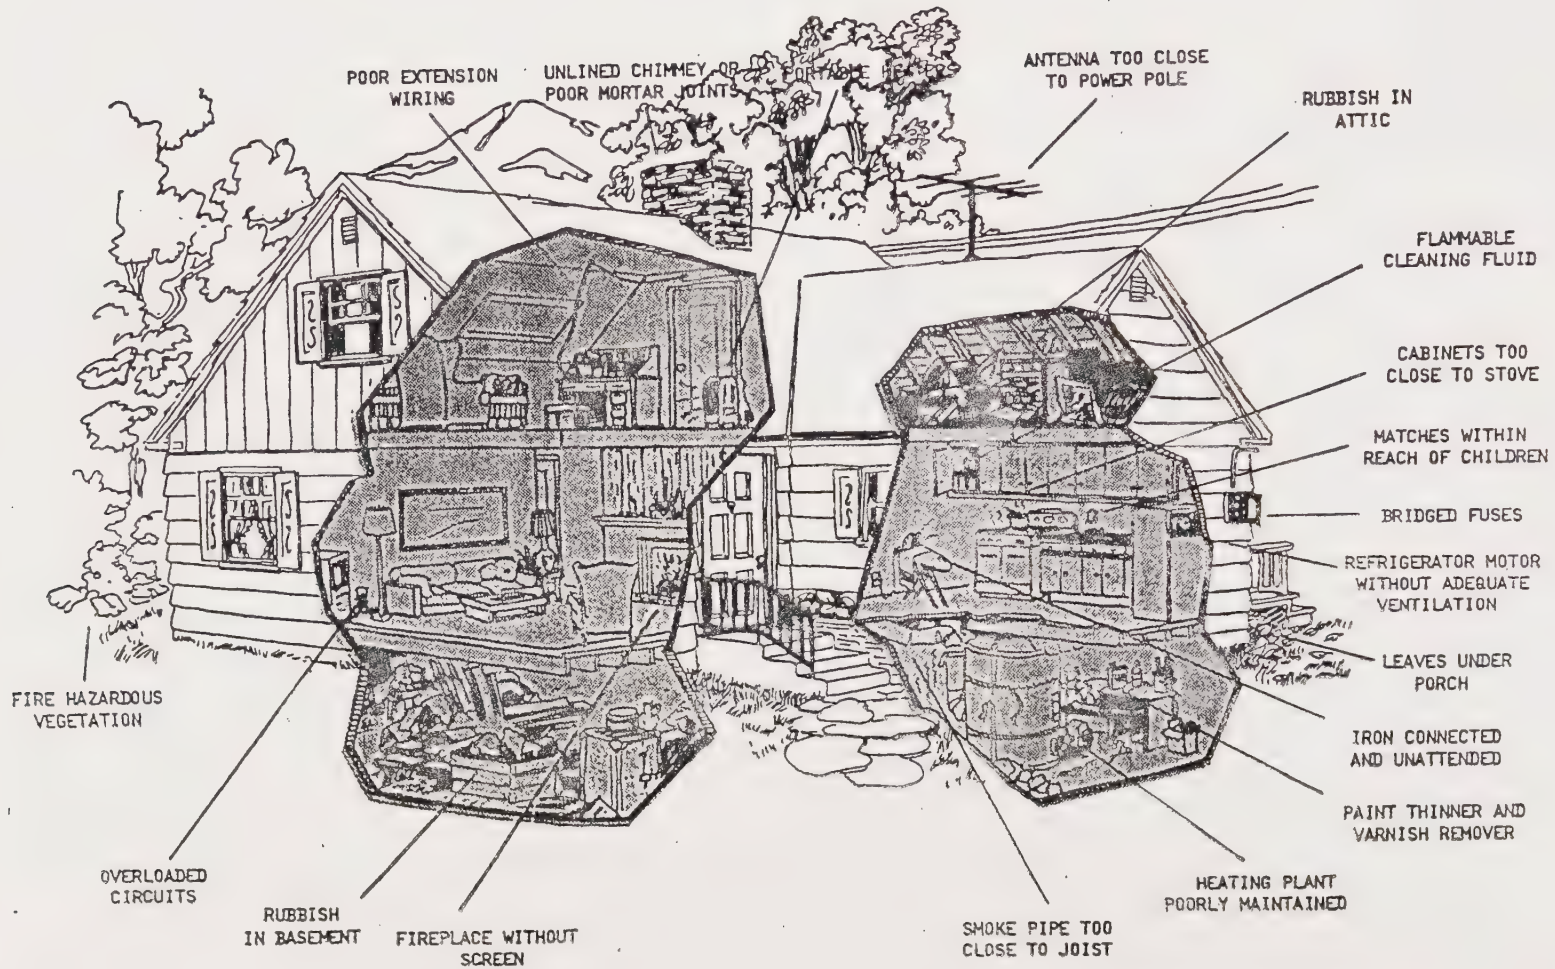 POOR EXTENSION
WIRING
UNLINED CHIMMEY OR
POOR MORTAR JOINTS
PORTABLE HEATERS
ANTENNA TOO CLOSE
TO POWER POLE
RUBBISH IN
ATTIC
FLAMMABLE
CLEANING FLUID
CABINETS TOO
CLOSE TO STOVE
MATCHES WITHIN
REACH OF CHILDREN
BRIDGED FUSES
REFRIGERATOR MOTOR
WITHOUT ADEQUATE
VENTILATION
LEAVES UNDER
PORCH
IRON CONNECTED
AND UNATTENDED
PAINT THINNER AND
VARNISH REMOVER
HEATING PLANT
POORLY MAINTAINED
SMOKE PIPE TOO
CLOSE TO JOIST
FIREPLACE WITHOUT
SCREEN
RUBBISH
IN BASEMENT
OVERLOADED
CIRCUITS
FIRE HAZARDOUS
VEGETATION